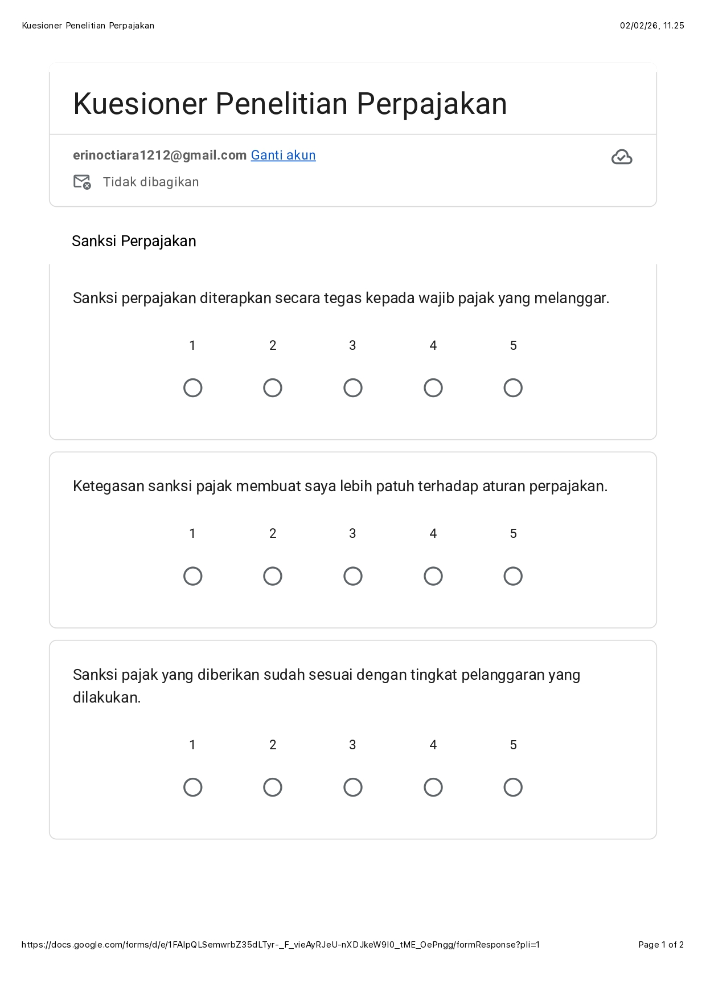 Kuesioner Penelitian Perpajakan 02/02/26, 11.25
Kuesioner Penelitian Perpajakan
erinoctiara1212@gmail.com Ganti akun
Tidak dibagikan
Sanksi Perpajakan
Sanksi perpajakan diterapkan secara tegas kepada wajib pajak yang melanggar.
1 2 3 4 5
Ketegasan sanksi pajak membuat saya lebih patuh terhadap aturan perpajakan.
1 2 3 4 5
Sanksi pajak yang diberikan sudah sesuai dengan tingkat pelanggaran yang
dilakukan.
1 2 3 4 5
https://docs.google.com/forms/d/e/1FAIpQLSemwrbZ35dLTyr-_F_vieAyRJeU-nXDJkeW9I0_tME_OePngg/formResponse?pli=1 Page 1 of 2